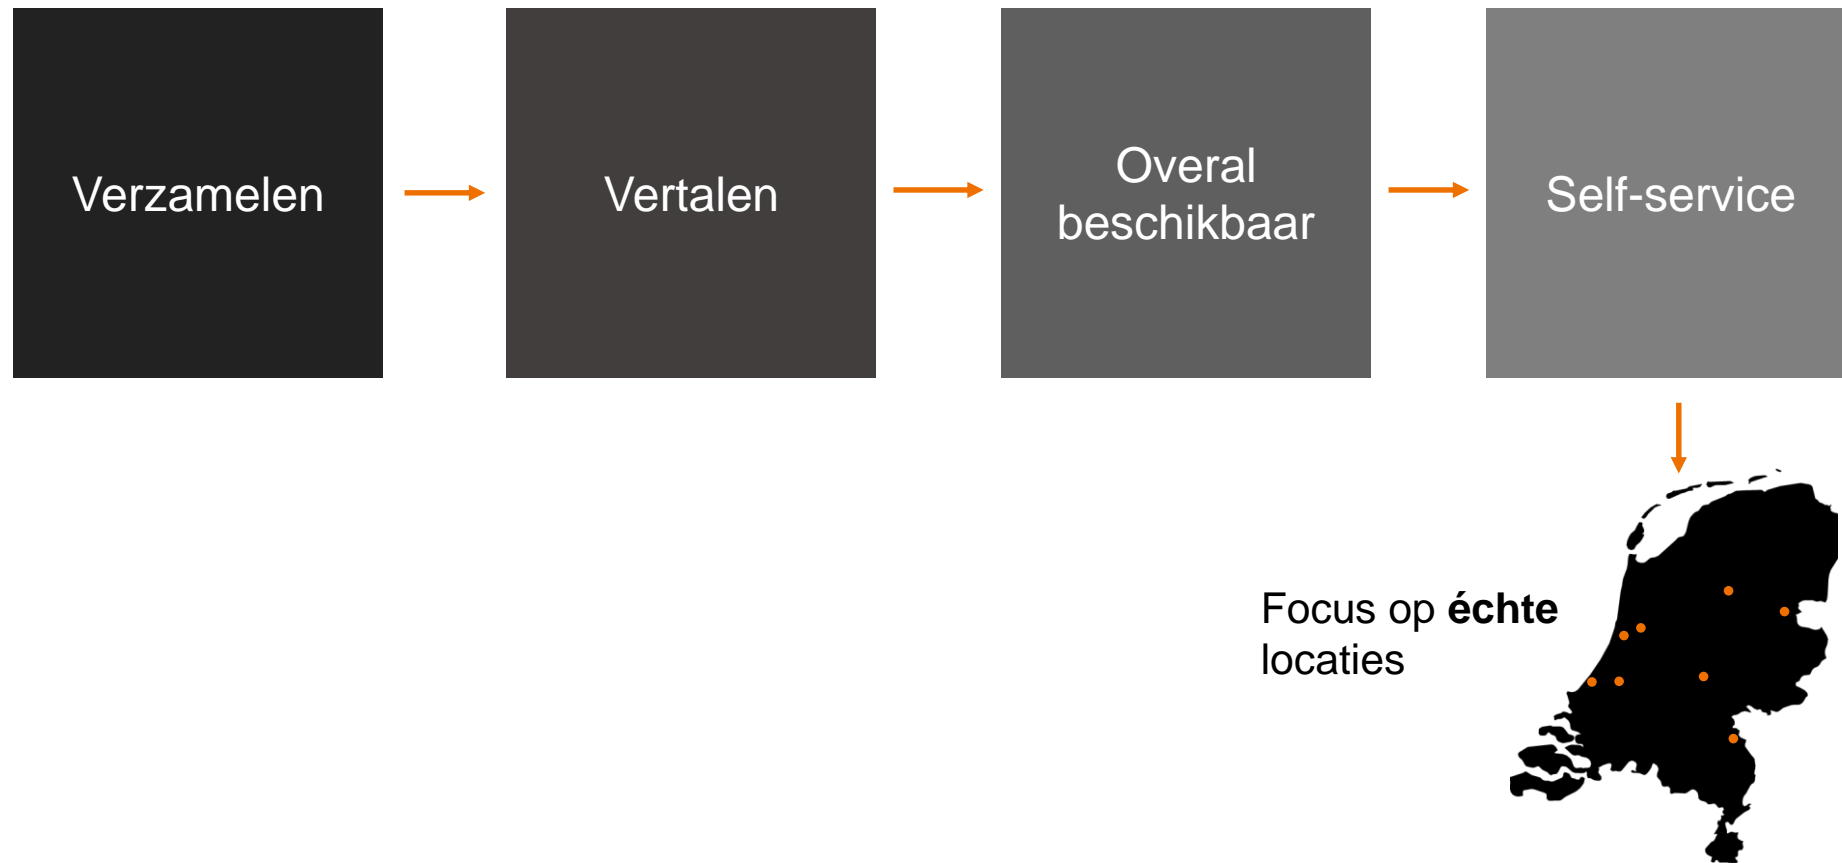 Verzamelen
Vertalen
Overal
beschikbaar
Self-service
Focus op échte
locaties